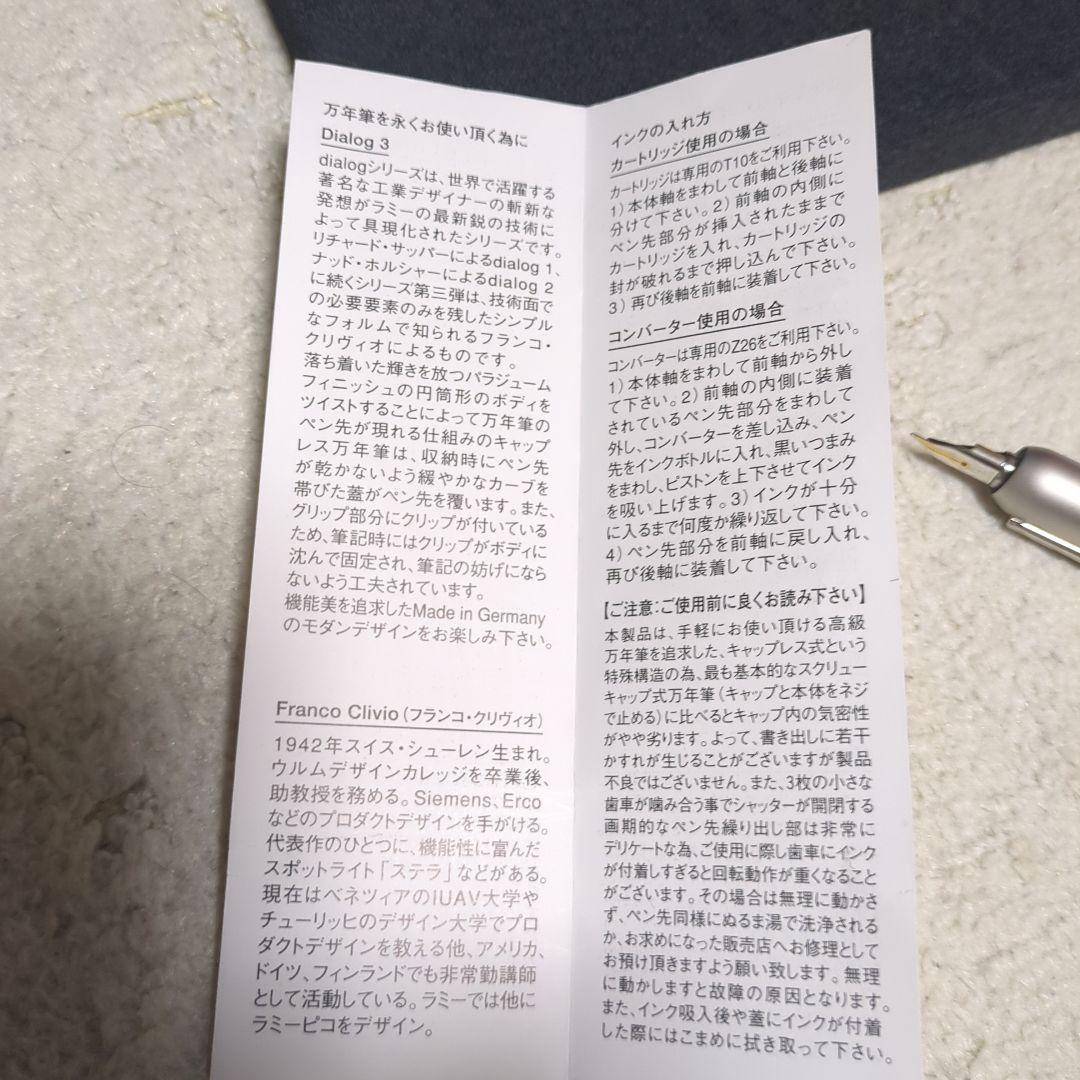 万年筆を永くお使い頂く為に
Dialog 3
dialogシリーズは、世界で活躍する
著名な工業デザイナーの斬新な
発想がラミーの最新鋭の技術に
よって具現化されたシリーズです。
リチャード・サッパーによるdialog 1、
ナッド・ホルシャーによるdialog 2
に続くシリーズ第三弾は、技術面で
の必要要素のみを残したシンプル
なフォルムで知られるフランコ・
クリヴィオによるものです。
落ち着いた輝きを放つパラジューム
フィニッシュの円筒形のボディを
ツイストすることによって万年筆の
ペン先が現れる仕組みのキャップ
レス万年筆は、収納時にペン先
が乾かないよう緩やかなカーブを
帯びた蓋がペン先を覆います。また、
グリップ部分にクリップが付いている
ため、筆記時にはクリップがボディに
沈んで固定され、筆記の妨げになら
ないよう工夫されています。
機能美を追求したMade in Germany
のモダンデザインをお楽しみ下さい。
Franco Clivio（フランコ・クリヴィオ）
1942年スイス・シューレン生まれ。
ウルムデザインカレッジを卒業後、
助教授を務める。Siemens、Erco
などのプロダクトデザインを手がける。
代表作のひとつに、機能性に富んだ
スポットライト「ステラ」などがある。
現在はベネツィアのIUAV大学や
チューリッヒのデザイン大学でプロ
ダクトデザインを教える他、アメリカ、
ドイツ、フィンランドでも非常勤講師
として活動している。ラミーでは他に
ラミーピコをデザイン。
インクの入れ方
カートリッジ使用の場合
カートリッジは専用のT10をご利用下さい。
1）本体軸をまわして前軸と後軸に
分けて下さい。2）前軸の内側に
ペン先部分が挿入されたままで
カートリッジを入れ、カートリッジの
封が破れるまで押し込んで下さい。
3）再び後軸を前軸に装着して下さい。
コンバーター使用の場合
コンバーターは専用のZ26をご利用下さい。
1）本体軸をまわして前軸から外し
て下さい。2）前軸の内側に装着
されているペン先部分をまわして
外し、コンバーターを差し込み、ペン
先をインクボトルに入れ、黒いつまみ
をまわし、ピストンを上下させてインク
を吸い上げます。3）インクが十分
に入るまで何度か繰り返して下さい。
4）ペン先部分を前軸に戻し入れ、
再び後軸に装着して下さい。
【ご注意：ご使用前に良くお読み下さい】
本製品は、手軽にお使い頂ける高級
万年筆を追求した、キャップレス式という
特殊構造の為、最も基本的なスクリュー
キャップ式万年筆（キャップと本体をネジ
で止める）に比べるとキャップ内の気密性
がやや劣ります。よって、書き出しに若干
かすれが生じることがございますが製品
不良ではございません。また、3枚の小さな
歯車が噛み合う事でシャッターが開閉する
画期的なペン先繰り出し部は非常に
デリケートな為、ご使用に際し歯車にインク
が付着しすぎると回転動作が重くなること
がございます。その場合は無理に動かさ
ず、ペン先同様にぬるま湯で洗浄される
か、お求めになった販売店へお修理として
お預け頂きますよう願い致します。無理
に動かしますと故障の原因となります。
また、インク吸入後や蓋にインクが付着
した際にはこまめに拭き取って下さい。